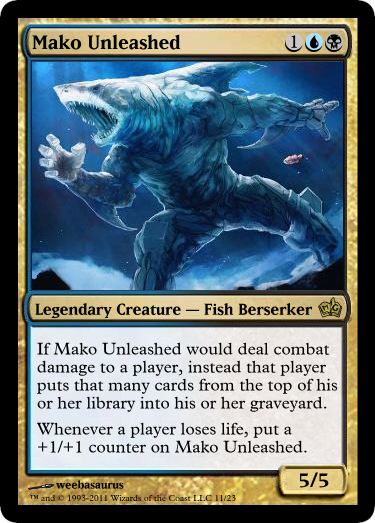 Mako Unleashed 1
Legendary Creature — Fish Berserker
If Mako Unleashed would deal combat
damage to a player, instead that player
puts that many cards from the top of his
or her library into his or her graveyard.
Whenever a player loses life, put a
+1/+1 counter on Mako Unleashed.
weebasaurus
™ and © 1993-2011 Wizards of the Coast LLC 11/23
5/5